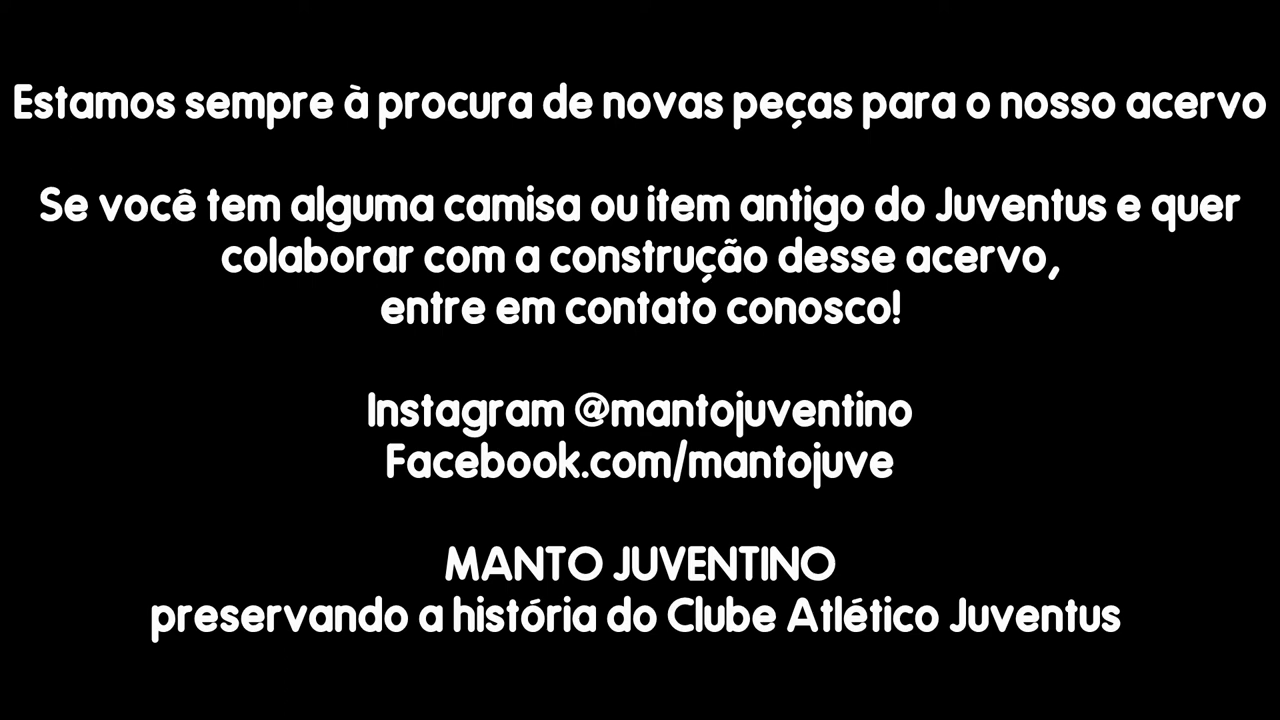 Estamos sempre à procura de novas peças para o nosso acervo
Se você tem alguma camisa ou item antigo do Juventus e quer
colaborar com a construção desse acervo,
entre em contato conosco!
Instagram @mantojuventino
Facebook.com/mantojuve
MANTO JUVENTINO
preservando a história do Clube Atlético Juventus